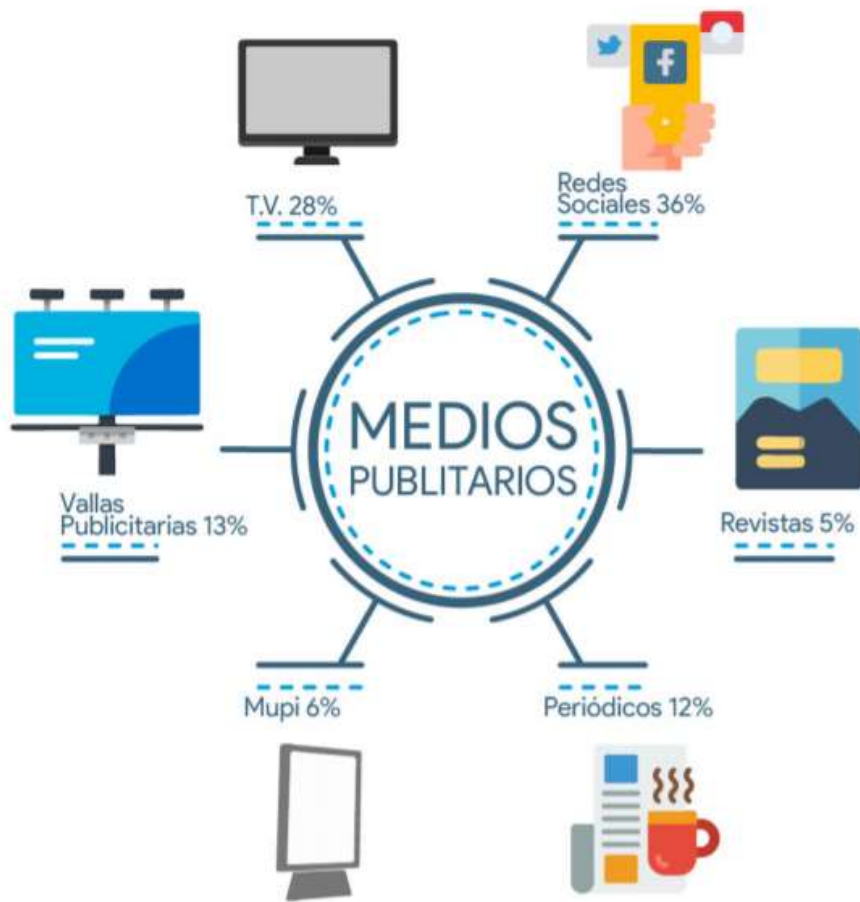 T.V. 28%
Redes
Sociales 36%
MEDIOS
PUBLITARIOS
Vallas
Publicitarias 13%
Revistas 5%
Mupi 6%
Periódicos 12%